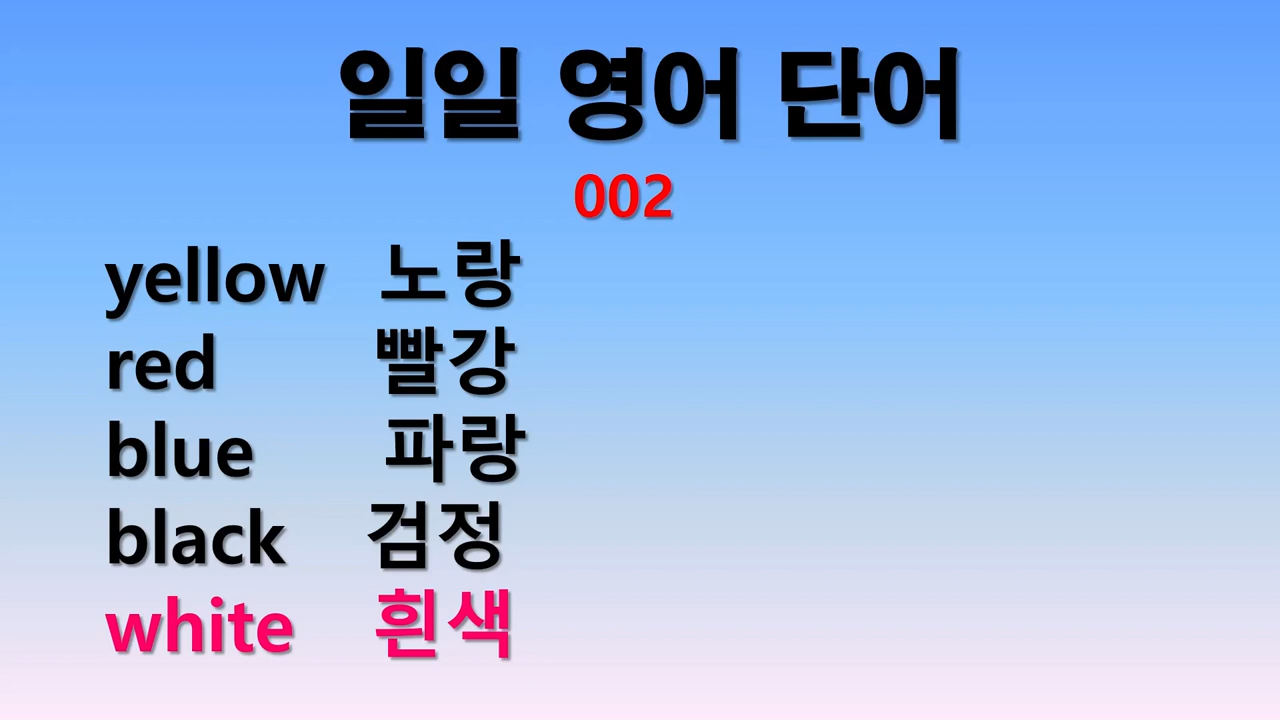 일일 영어 단어
002
yellow 노랑
red 빨강
blue 파랑
black 검정
white 흰색